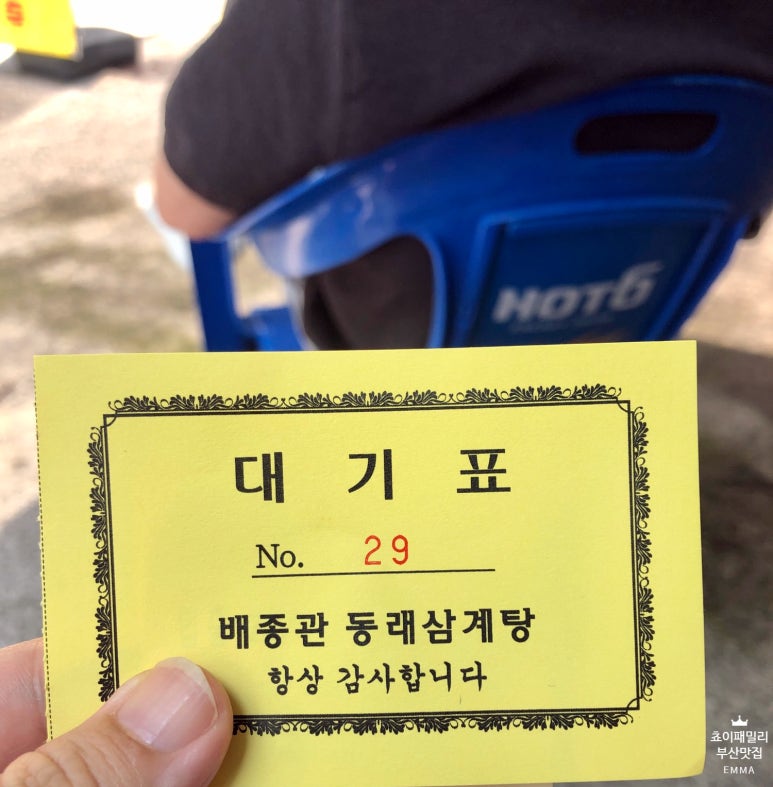 S
HOT6
대 기 표
No. 29
배종관 동래삼계탕
항상 감사합니다
쵸이패밀리
부산맛집
EMMA